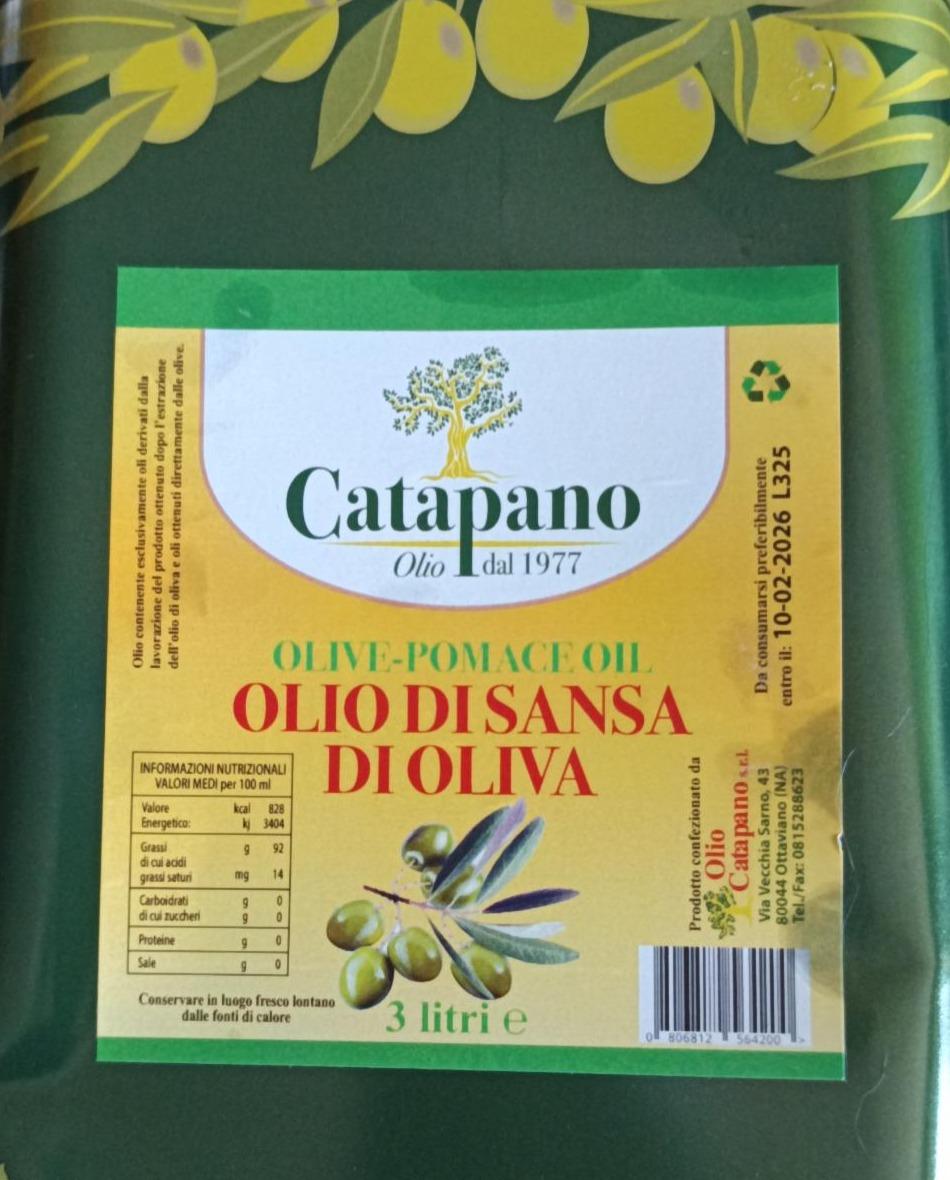 Olio contenente esclusivamente oli derivati dalla
lavorazione del prodotto ottenuto dopo l'estrazione
dell'olio di oliva e oli ottenuti direttamente dalle olive.
Catapano
Olio dal 1977
OLIVE-POMACE OIL
OLIO DI SANSA
DI OLIVA
INFORMAZIONI NUTRIZIONALI
VALORI MEDI per 100 ml
Valore kcal 828
Energetico: kj 3404
Grassi g 92
di cui acidi
grassi saturi mg 14
Carboidrati g 0
di cui zuccheri g 0
Proteine g 0
Sale g 0
Conservare in luogo fresco lontano
dalle fonti di calore
3 litri e
Da consumarsi preferibilmente
entro il: 10-02-2026 L325
Prodotto confezionato da
Olio
Catapano s.r.l.
Via Vecchia Sarno, 43
80044 Ottaviano (NA)
Tel./Fax: 0815288623
0 806812 564200 >